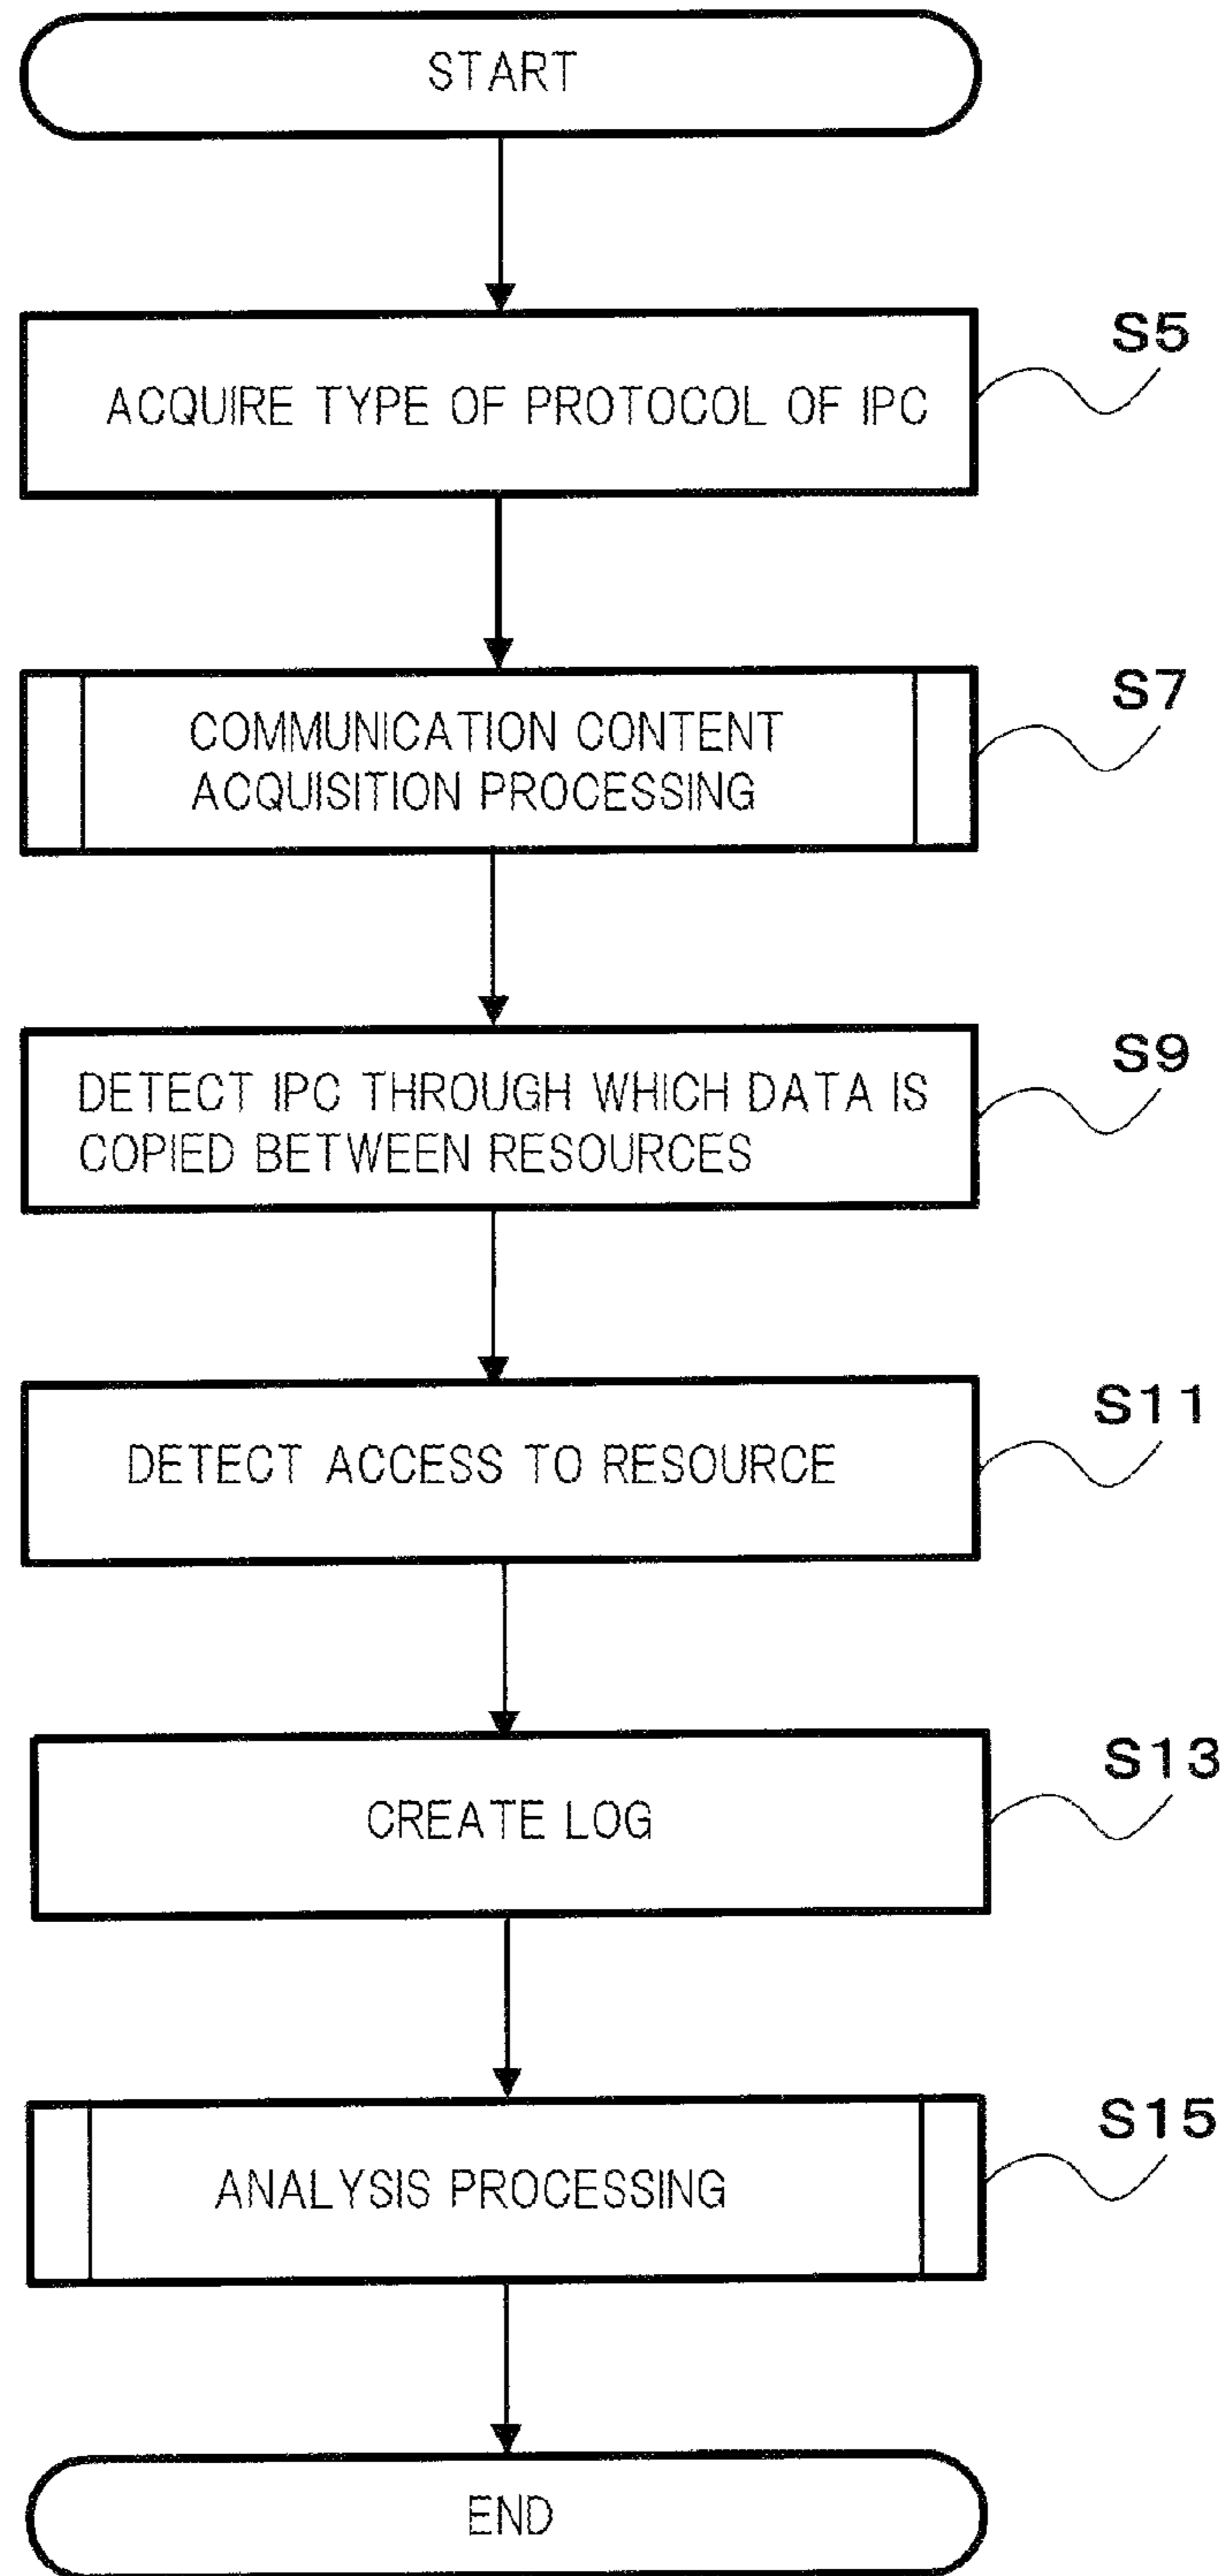 START
S5
ACQUIRE TYPE OF PROTOCOL OF IPC
S7
COMMUNICATION CONTENT
ACQUISITION PROCESSING
S9
DETECT IPC THROUGH WHICH DATA IS
COPIED BETWEEN RESOURCES
S11
DETECT ACCESS TO RESOURCE
S13
CREATE LOG
S15
ANALYSIS PROCESSING
END